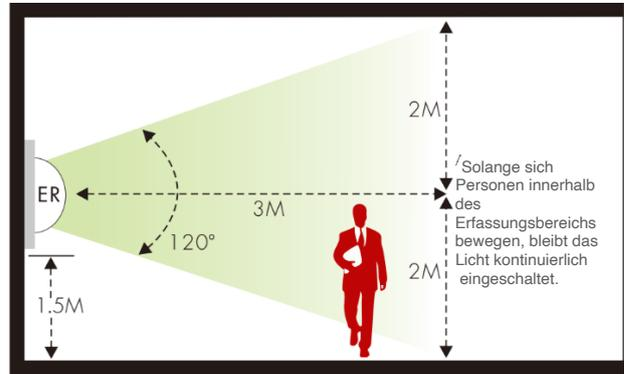 ER
120°
3M
1.5M
2M
2M
Solange sich
Personen innerhalb
des
Erfassungsbereichs
bewegen, bleibt das
Licht kontinuierlich
eingeschaltet.